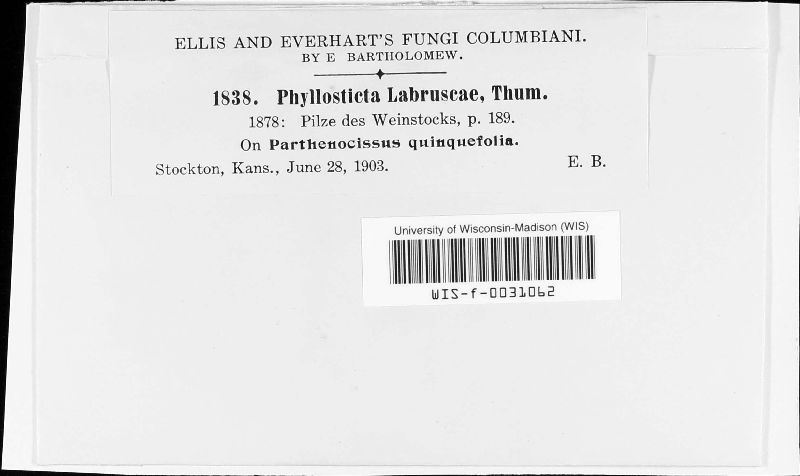 ELLIS AND EVERHART'S FUNGI COLUMBIANI.
BY E BARTHOLOMEW.
1838. Phyllosticta Labruscae, Thum.
1878: Pilze des Weinstocks, p. 189.
On Parthenocissus quinquefolia.
Stockton, Kans., June 28, 1903. E. B.
University of Wisconsin-Madison (WIS)
WIS-f-0031062